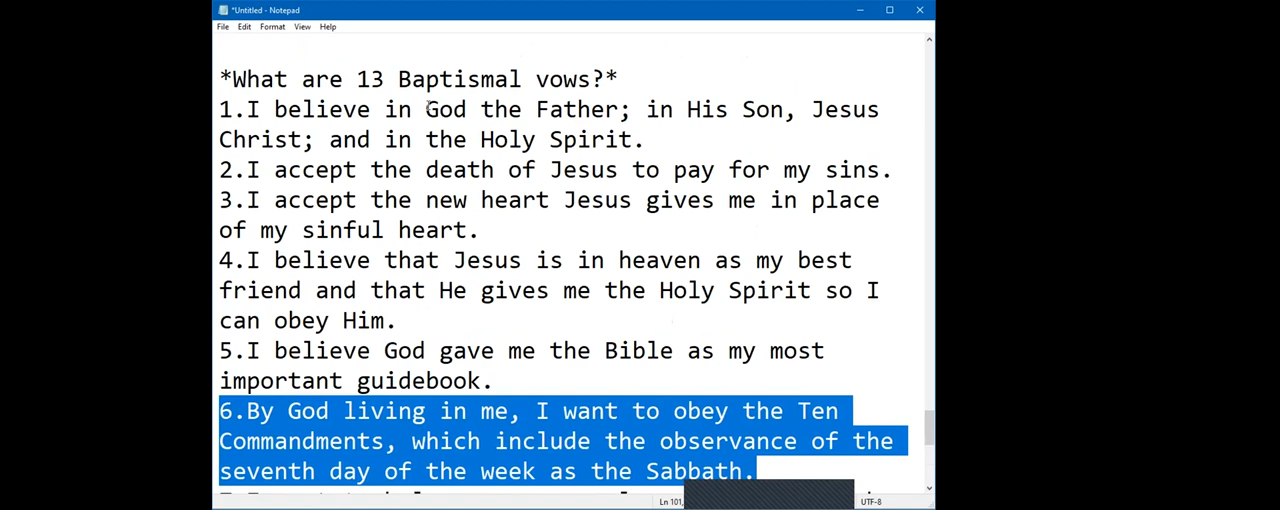 *Untitled - Notepad
File Edit Format View Help
*What are 13 Baptismal vows?*
1.I believe in God the Father; in His Son, Jesus
Christ; and in the Holy Spirit.
2.I accept the death of Jesus to pay for my sins.
3.I accept the new heart Jesus gives me in place
of my sinful heart.
4.I believe that Jesus is in heaven as my best
friend and that He gives me the Holy Spirit so I
can obey Him.
5.I believe God gave me the Bible as my most
important guidebook.
6.By God living in me, I want to obey the Ten
Commandments, which include the observance of the
seventh day of the week as the Sabbath.
Ln 101, UTF-8